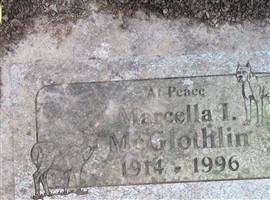 At Peace
Marcella I.
McGlothlin
1914 - 1996